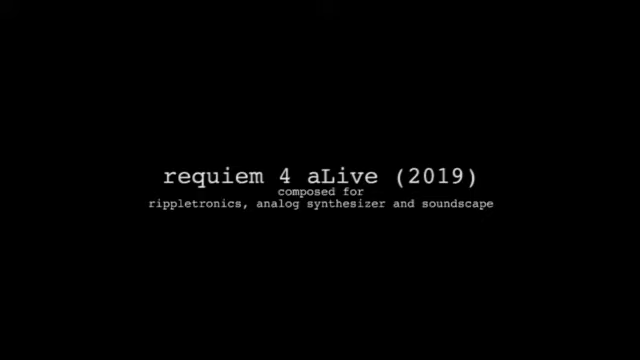 requiem 4 aLive (2019)
composed for
rippletronics, analog synthesizer and soundscape